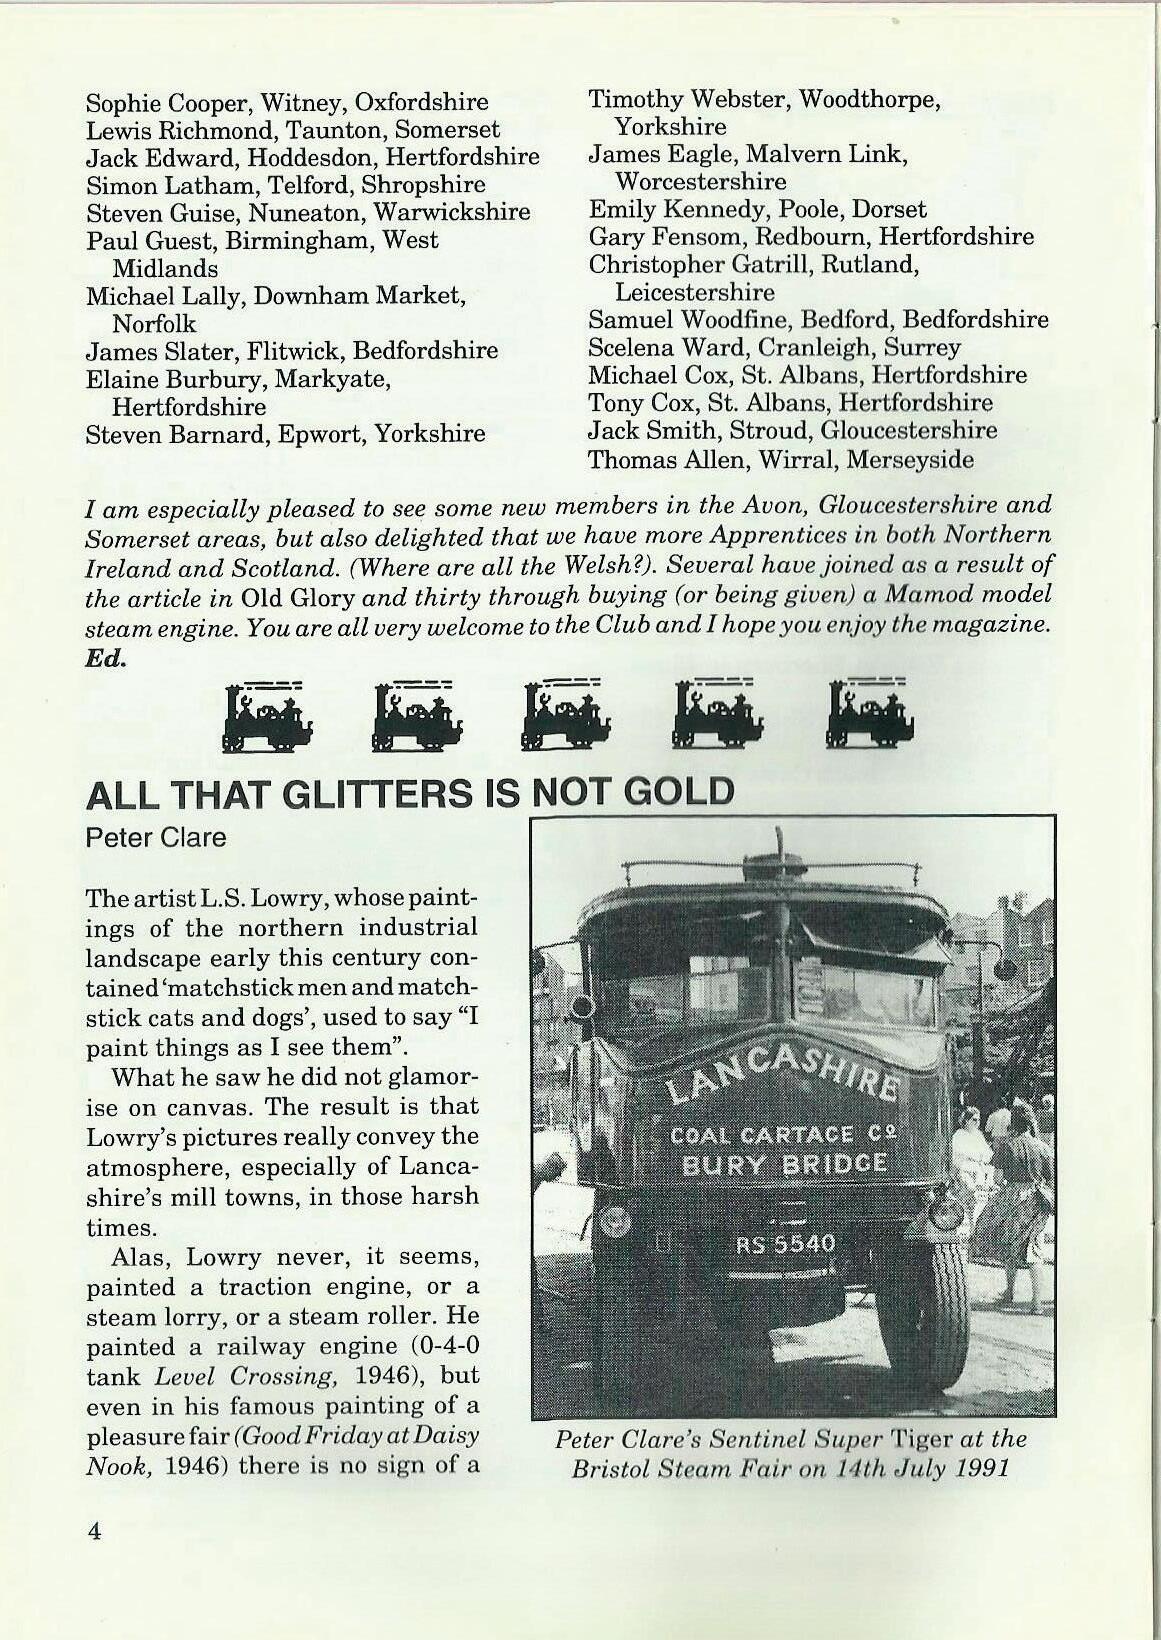 Sophie Cooper, Witney, Oxfordshire
Lewis Richmond, Taunton, Somerset
Jack Edward, Hoddesdon, Hertfordshire
Simon Latham, Telford, Shropshire
Steven Guise, Nuneaton, Warwickshire
Paul Guest, Birmingham, West
Midlands
Michael Lally, Downham Market,
Norfolk
James Slater, Flitwick, Bedfordshire
Elaine Burbury, Markyate,
Hertfordshire
Steven Barnard, Epwort, Yorkshire
Timothy Webster, Woodthorpe,
Yorkshire
James Eagle, Malvern Link,
Worcestershire
Emily Kennedy, Poole, Dorset
Gary Fensom, Redbourn, Hertfordshire
Christopher Gatrill, Rutland,
Leicestershire
Samuel Woodfine, Bedford, Bedfordshire
Scelena Ward, Cranleigh, Surrey
Michael Cox, St. Albans, Hertfordshire
Tony Cox, St. Albans, Hertfordshire
Jack Smith, Stroud, Gloucestershire
Thomas Allen, Wirral, Merseyside
I am especially pleased to see some new members in the Avon, Gloucestershire and
Somerset areas, but also delighted that we have more Apprentices in both Northern
Ireland and Scotland. (Where are all the Welsh?). Several have joined as a result of
the article in Old Glory and thirty through buying (or being given) a Mamod model
steam engine. You are all very welcome to the Club and I hope you enjoy the magazine.
Ed.
ALL THAT GLITTERS IS NOT GOLD
Peter Clare
The artist L.S. Lowry, whose paint-
ings of the northern industrial
landscape early this century con-
tained 'matchstick men and match-
stick cats and dogs', used to say "I
paint things as I see them".
What he saw he did not glamor-
ise on canvas. The result is that
Lowry's pictures really convey the
atmosphere, especially of Lanca-
shire's mill towns, in those harsh
times.
Alas, Lowry never, it seems,
painted a traction engine, or a
steam lorry, or a steam roller. He
painted a railway engine (0-4-0
tank Level Crossing, 1946), but
even in his famous painting of a
pleasure fair (Good Friday at Daisy
Nook, 1946) there is no sign of a
LANCASHIRE
COAL CARTAGE Co
BURY BRIDGE
RS 5540
Peter Clare's Sentinel Super Tiger at the
Bristol Steam Fair on 14th July 1991
4